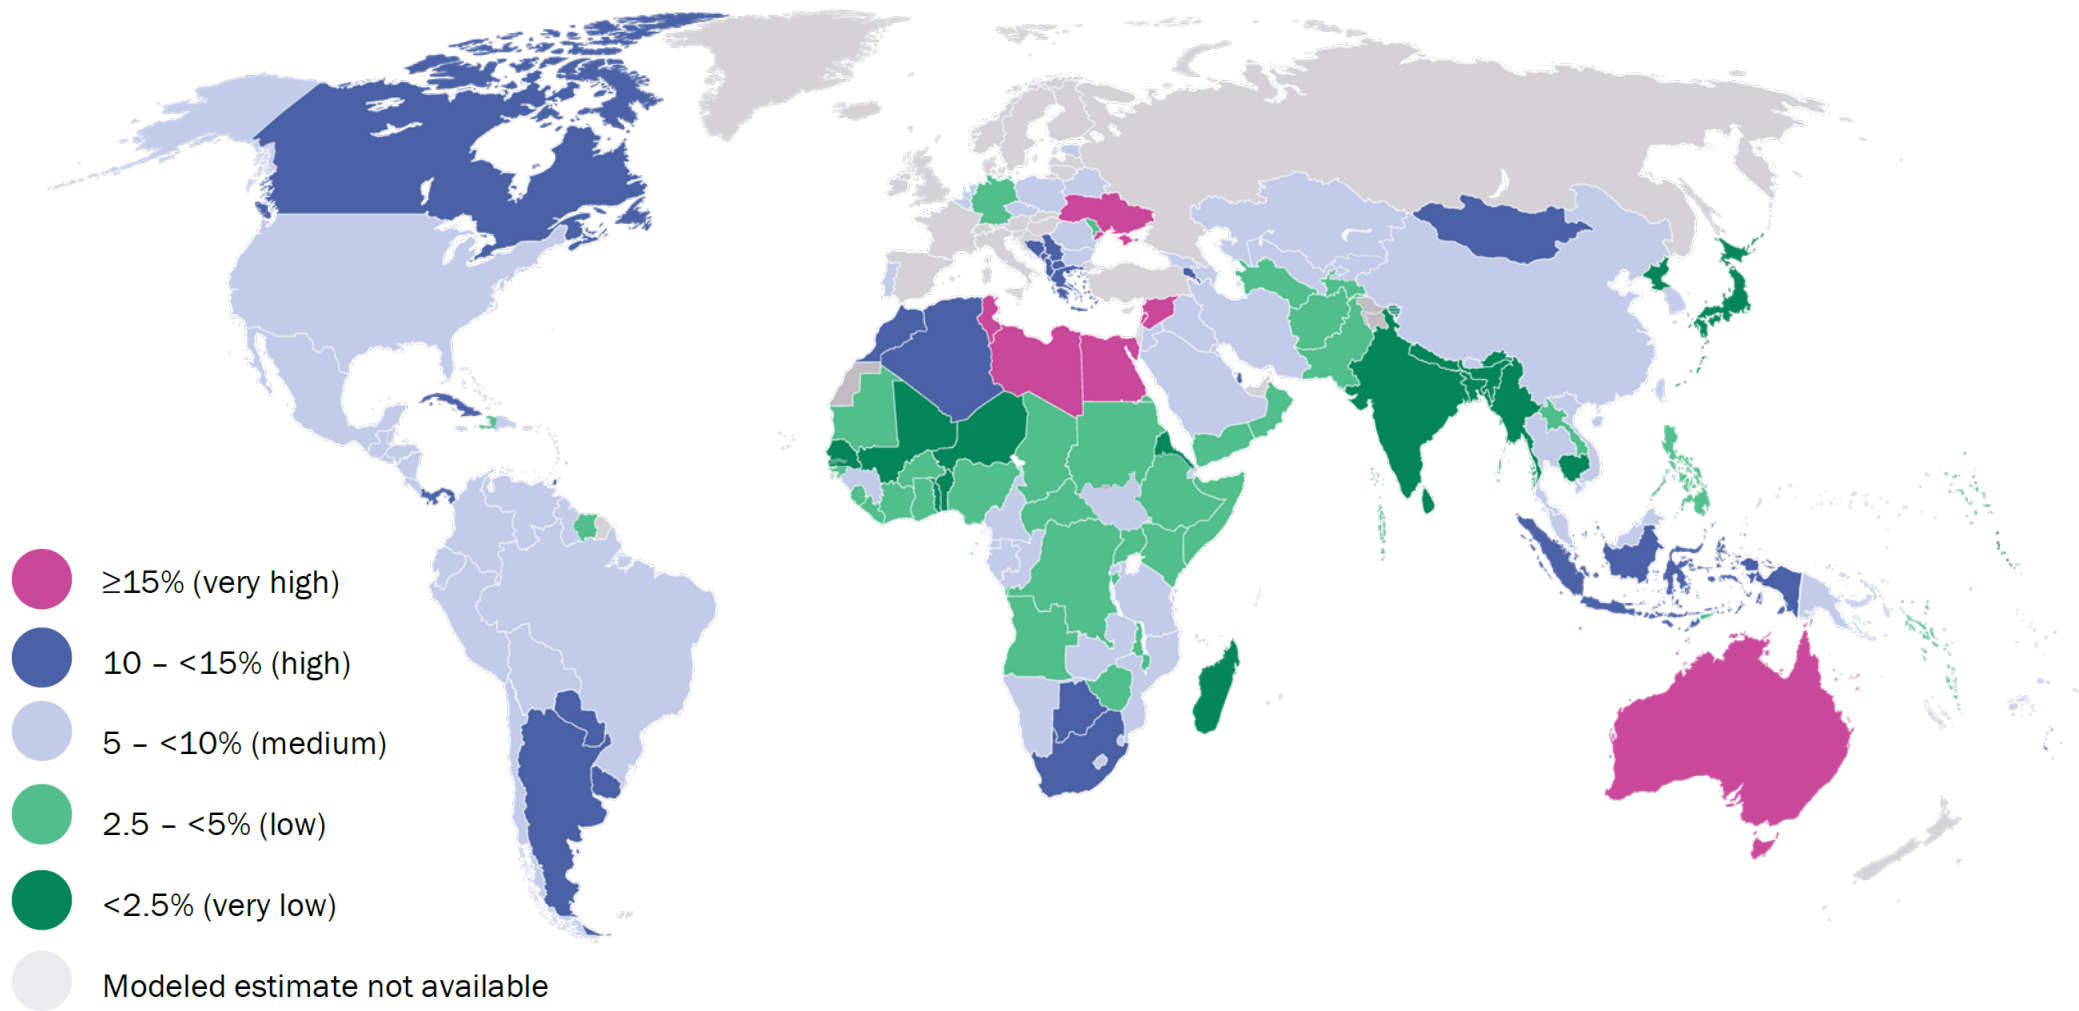 ≥15% (very high)
10 – <15% (high)
5 – <10% (medium)
2.5 – <5% (low)
<2.5% (very low)
Modeled estimate not available